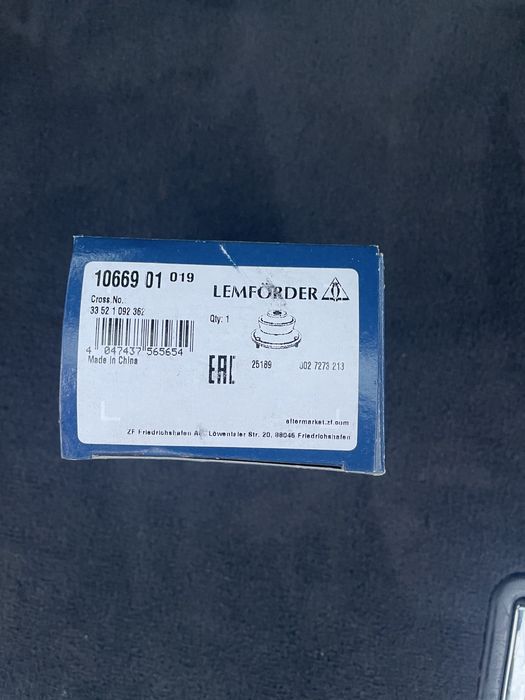 10669 01 019
LEMFÖRDER
Cross.No.
33 52 1 092 362
Qty: 1
4 047437 565654
Made in China
EAC
25189
002 7273 213
aftermarket.zf.com
ZF Friedrichshafen AG, Löwentaler Str. 20, 88046 Friedrichshafen